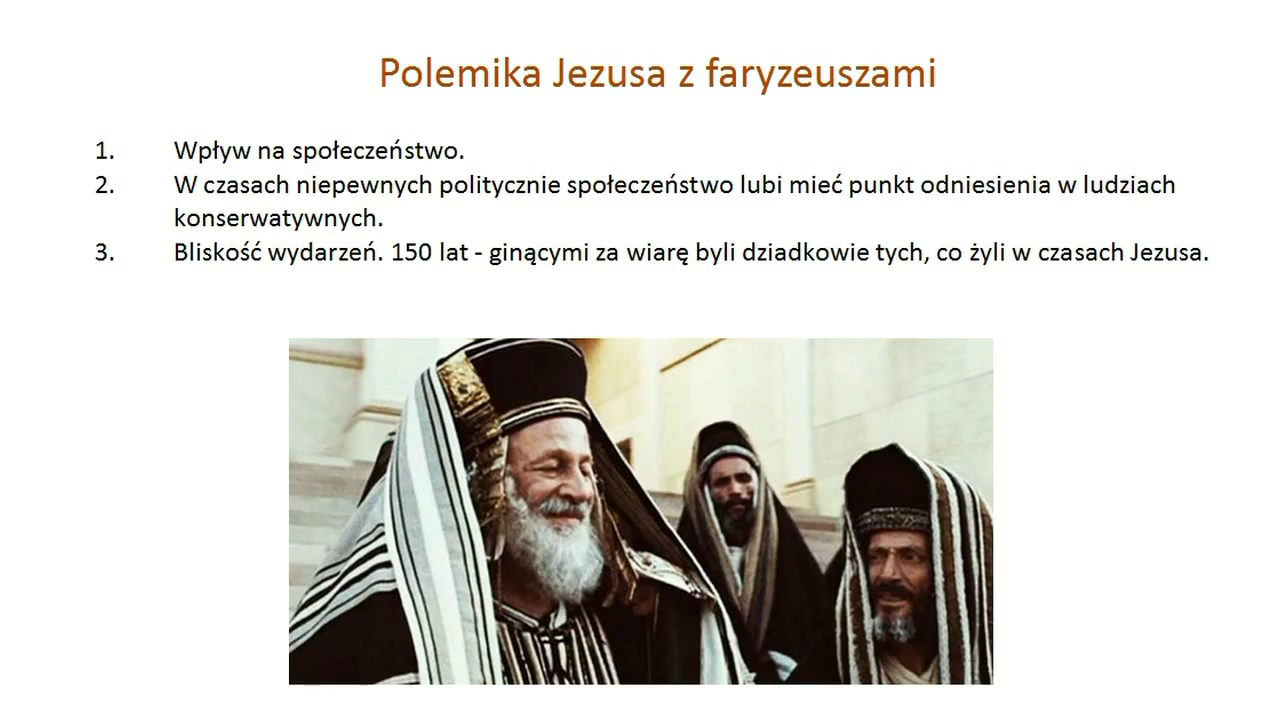 Polemika Jezusa z faryzeuszami
1. Wpływ na społeczeństwo.
2. W czasach niepewnych politycznie społeczeństwo lubi mieć punkt odniesienia w ludziach
konserwatywnych.
3. Bliskość wydarzeń. 150 lat - ginącymi za wiarę byli dziadkowie tych, co żyli w czasach Jezusa.